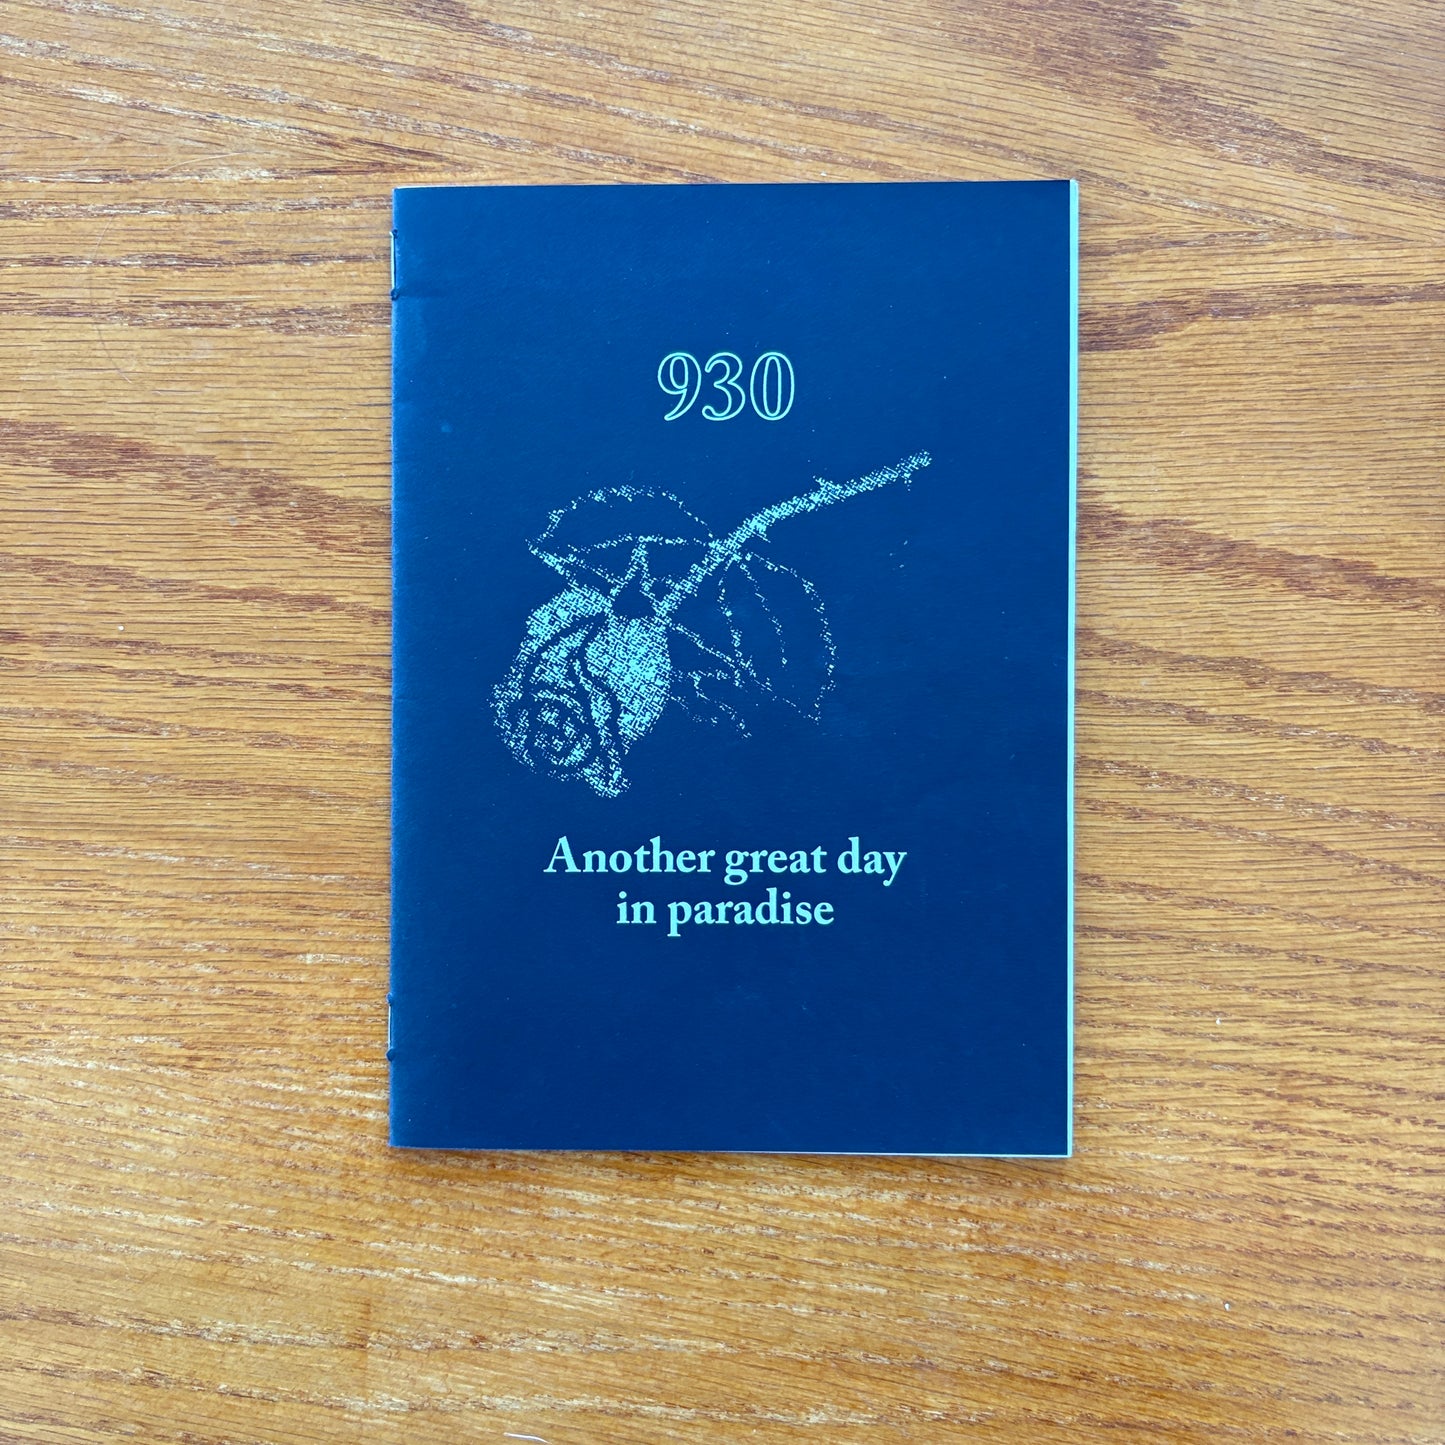 930
Another great day
in paradise